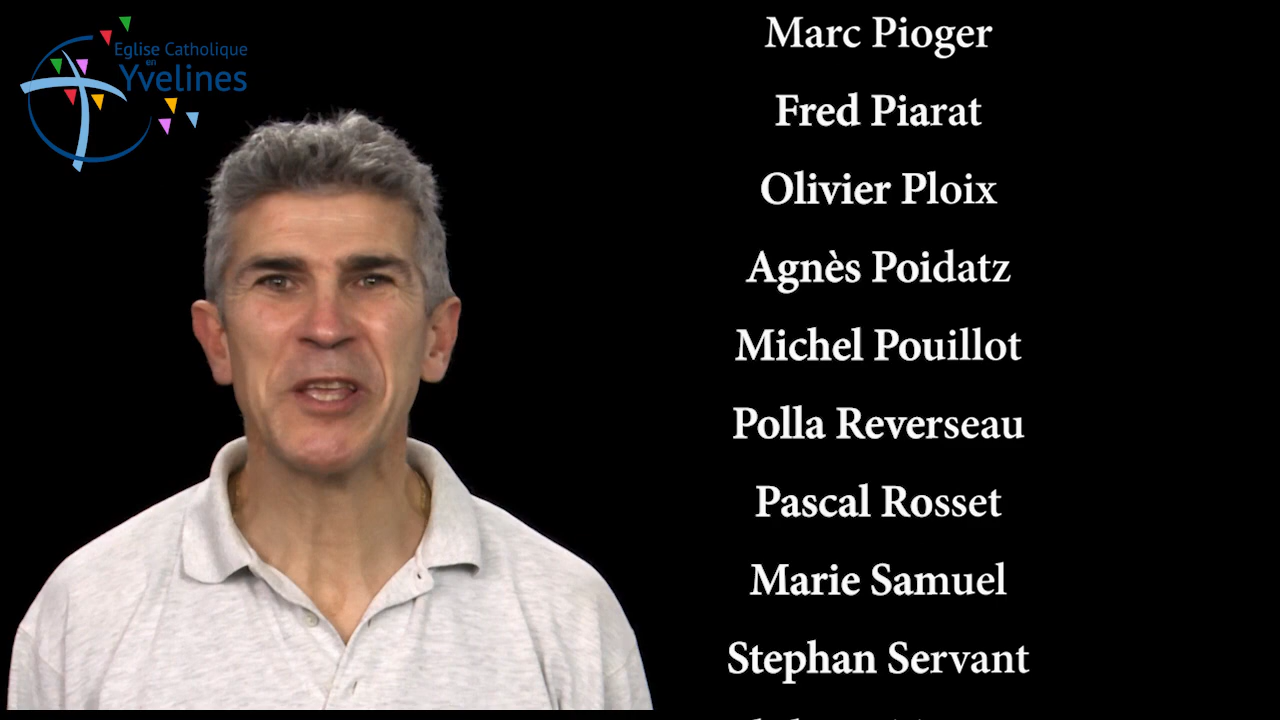 Eglise Catholique
en
Yvelines
Marc Pioger
Fred Piarat
Olivier Ploix
Agnès Poidatz
Michel Pouillot
Polla Reverseau
Pascal Rosset
Marie Samuel
Stephan Servant